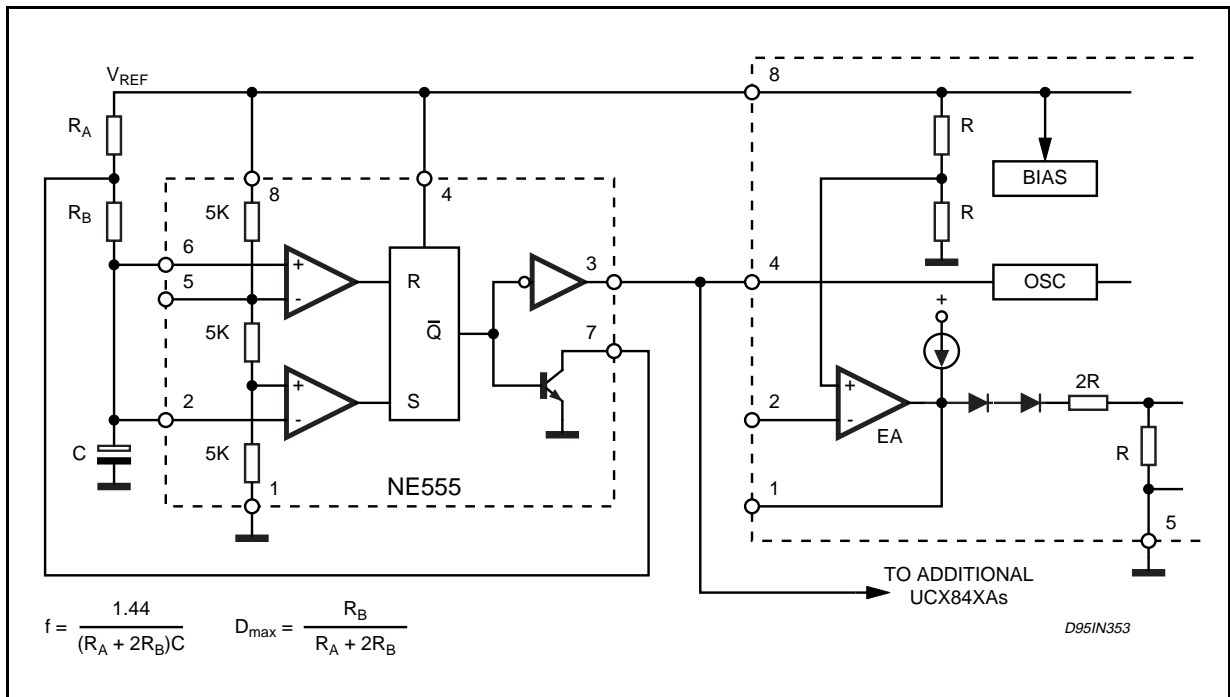 8
V_REF
R_A
R
8
4
BIAS
R_B
5K
R
6
3
4
R
OSC
5
+
-
Q̅
+
5K
7
2R
+
+
2
S
2
-
-
EA
C
5K
R
1
1
NE555
5
TO ADDITIONAL
UCX84XAs
f = 1.44 / (R_A + 2R_B)C
D_max = R_B / R_A + 2R_B
D95IN353